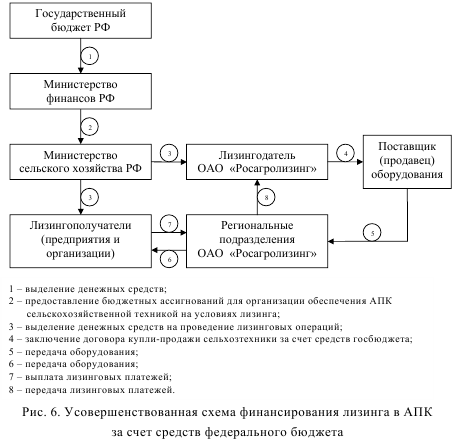 Государственный
бюджет РФ
1
Министерство
финансов РФ
2
Министерство
сельского хозяйства РФ
3
Лизингодатель
ОАО «Росагролизинг»
4
Поставщик
(продавец)
оборудования
3
8
Лизингополучатели
(предприятия и
организации)
7
6
Региональные
подразделения
ОАО «Росагролизинг»
5
1 – выделение денежных средств;
2 – предоставление бюджетных ассигнований для организации обеспечения АПК
сельскохозяйственной техникой на условиях лизинга;
3 – выделение денежных средств на проведение лизинговых операций;
4 – заключение договора купли-продажи сельхозтехники за счет средств госбюджета;
5 – передача оборудования;
6 – передача оборудования;
7 – выплата лизинговых платежей;
8 – передача лизинговых платежей.
Рис. 6. Усовершенствованная схема финансирования лизинга в АПК
за счет средств федерального бюджета